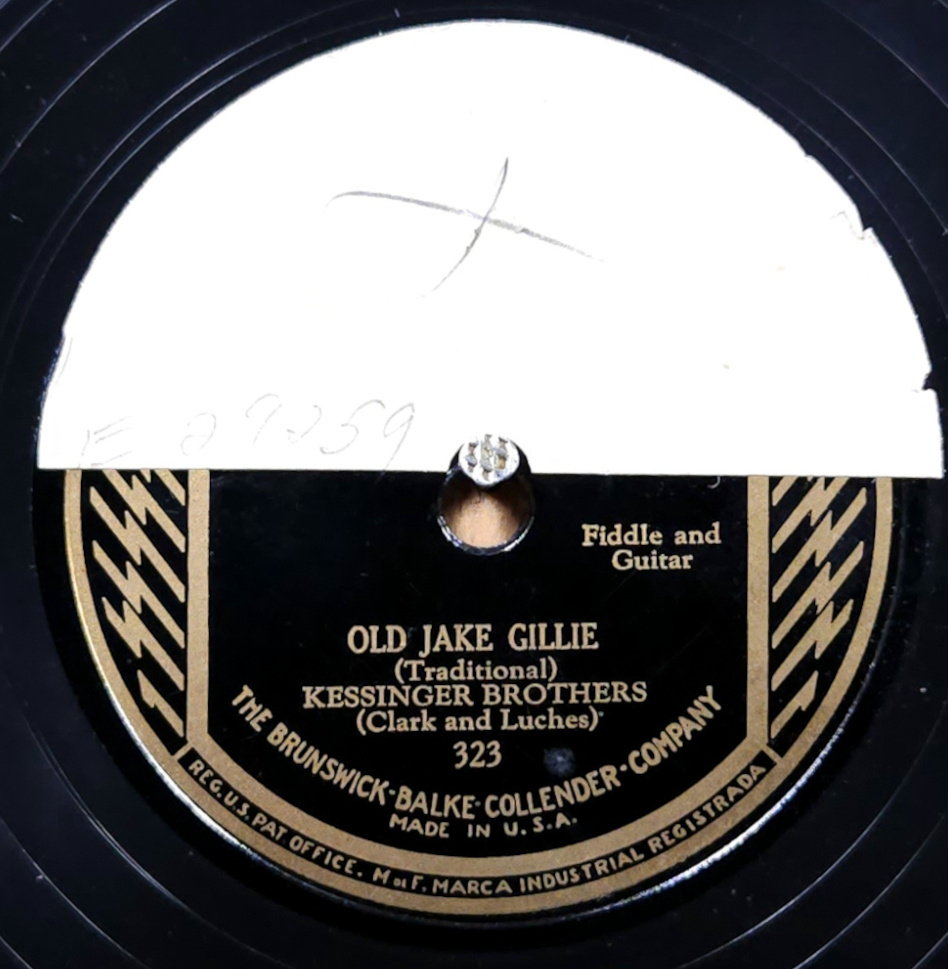 E 29259
Fiddle and
Guitar
OLD JAKE GILLIE
(Traditional)
KESSINGER BROTHERS
(Clark and Luches)
323
THE BRUNSWICK-BALKE-COLLENDER-COMPANY
MADE IN U.S.A.
REG. U.S. PAT OFFICE. M DE F. MARCA INDUSTRIAL REGISTRADA